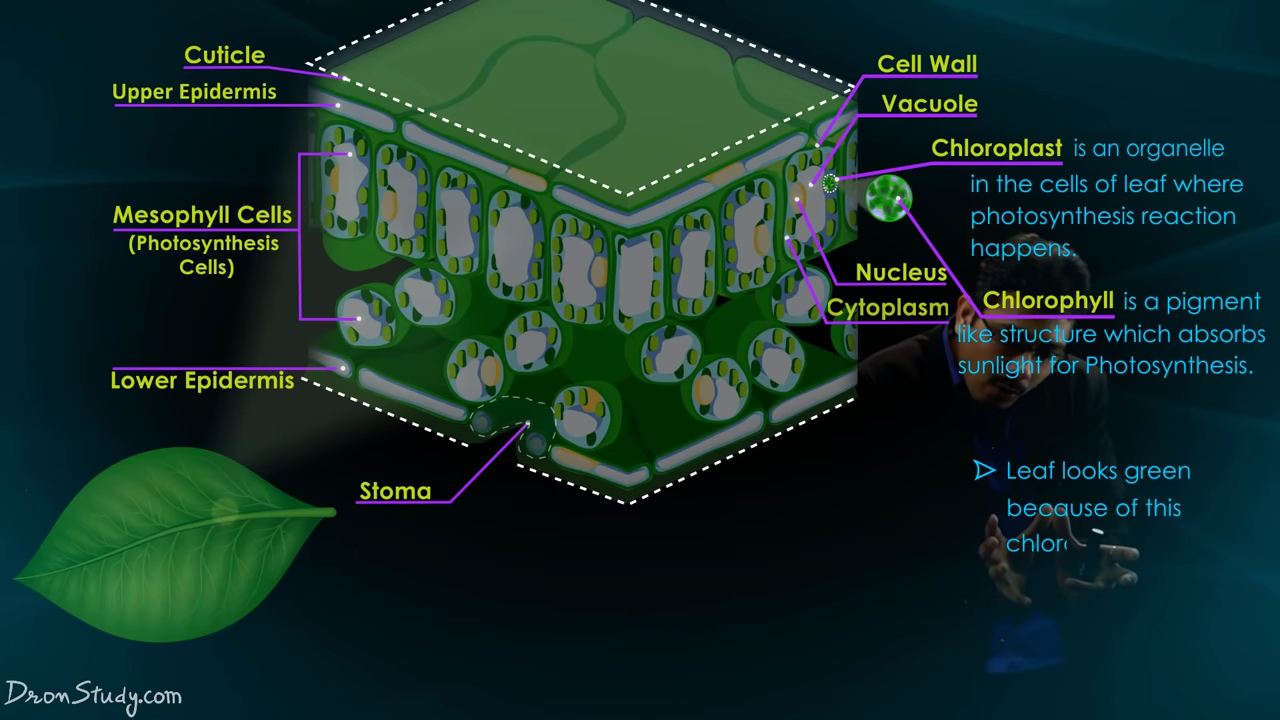 Cuticle
Upper Epidermis
Mesophyll Cells
(Photosynthesis
Cells)
Lower Epidermis
Stoma
Cell Wall
Vacuole
Chloroplast is an organelle
in the cells of leaf where
photosynthesis reaction
happens.
Nucleus
Cytoplasm
Chlorophyll is a pigment
like structure which absorbs
sunlight for Photosynthesis.
Leaf looks green
because of this
chlor
DronStudy.com